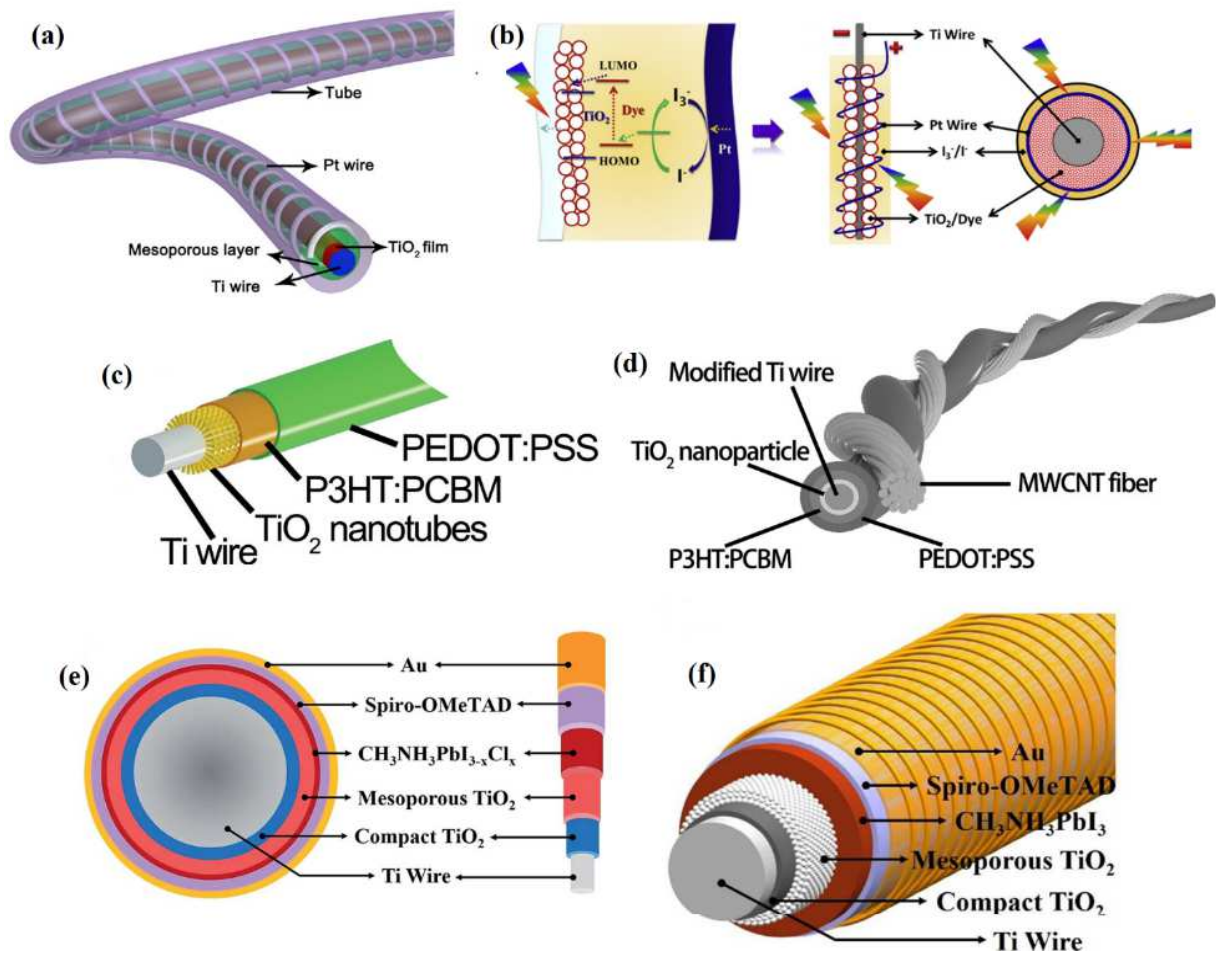 (a)
Tube
Pt wire
Mesoporous layer
TiO₂ film
Ti wire
(b)
LUMO
TiO₂
Dye
HOMO
I₃⁻
I⁻
Pt
−
+
Ti Wire
Pt Wire
I₃⁻/I⁻
TiO₂/Dye
(c)
PEDOT:PSS
P3HT:PCBM
TiO₂ nanotubes
Ti wire
(d)
Modified Ti wire
TiO₂ nanoparticle
MWCNT fiber
P3HT:PCBM
PEDOT:PSS
(e)
Au
Spiro-OMeTAD
CH₃NH₃PbI₃₋ₓClₓ
Mesoporous TiO₂
Compact TiO₂
Ti Wire
(f)
Au
Spiro-OMeTAD
CH₃NH₃PbI₃
Mesoporous TiO₂
Compact TiO₂
Ti Wire